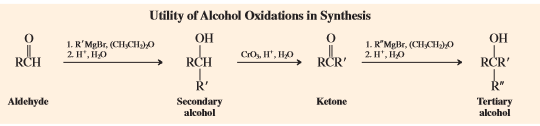 Utility of Alcohol Oxidations in Synthesis
O
RCH
1. R'MgBr, (CH₃CH₂)₂O
2. H⁺, H₂O
OH
RCH
R'
CrO₃, H⁺, H₂O
O
RCR'
1. R"MgBr, (CH₃CH₂)₂O
2. H⁺, H₂O
OH
RCR'
R"
Aldehyde
Secondary
alcohol
Ketone
Tertiary
alcohol